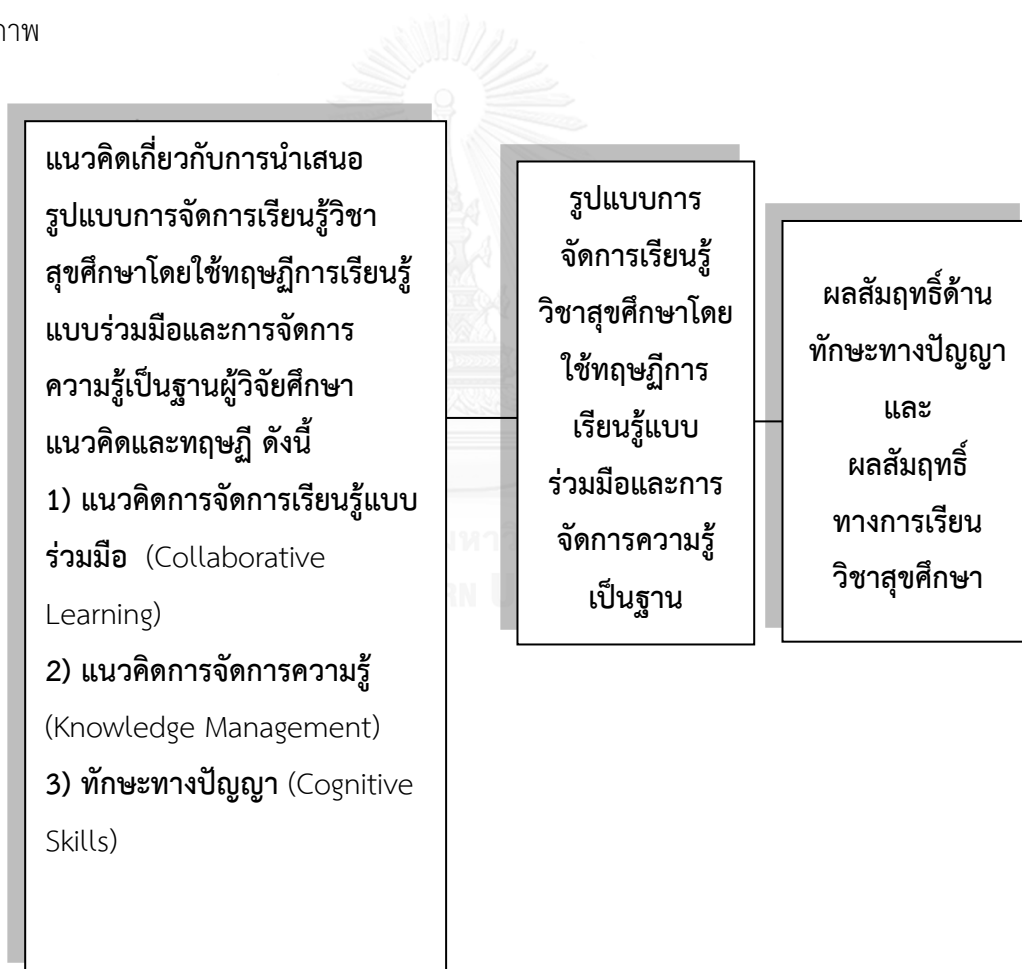 แนวคิดเกี่ยวกับการนำเสนอ
รูปแบบการจัดการเรียนรู้วิชา
สุขศึกษาโดยใช้ทฤษฎีการเรียนรู้
แบบร่วมมือและการจัดการ
ความรู้เป็นฐานผู้วิจัยศึกษา
แนวคิดและทฤษฎี ดังนี้
1) แนวคิดการจัดการเรียนรู้แบบ
ร่วมมือ (Collaborative
Learning)
2) แนวคิดการจัดการความรู้
(Knowledge Management)
3) ทักษะทางปัญญา (Cognitive
Skills)
รูปแบบการ
จัดการเรียนรู้
วิชาสุขศึกษาโดย
ใช้ทฤษฎีการ
เรียนรู้แบบ
ร่วมมือและการ
จัดการความรู้
เป็นฐาน
ผลสัมฤทธิ์ด้าน
ทักษะทางปัญญา
และ
ผลสัมฤทธิ์
ทางการเรียน
วิชาสุขศึกษา